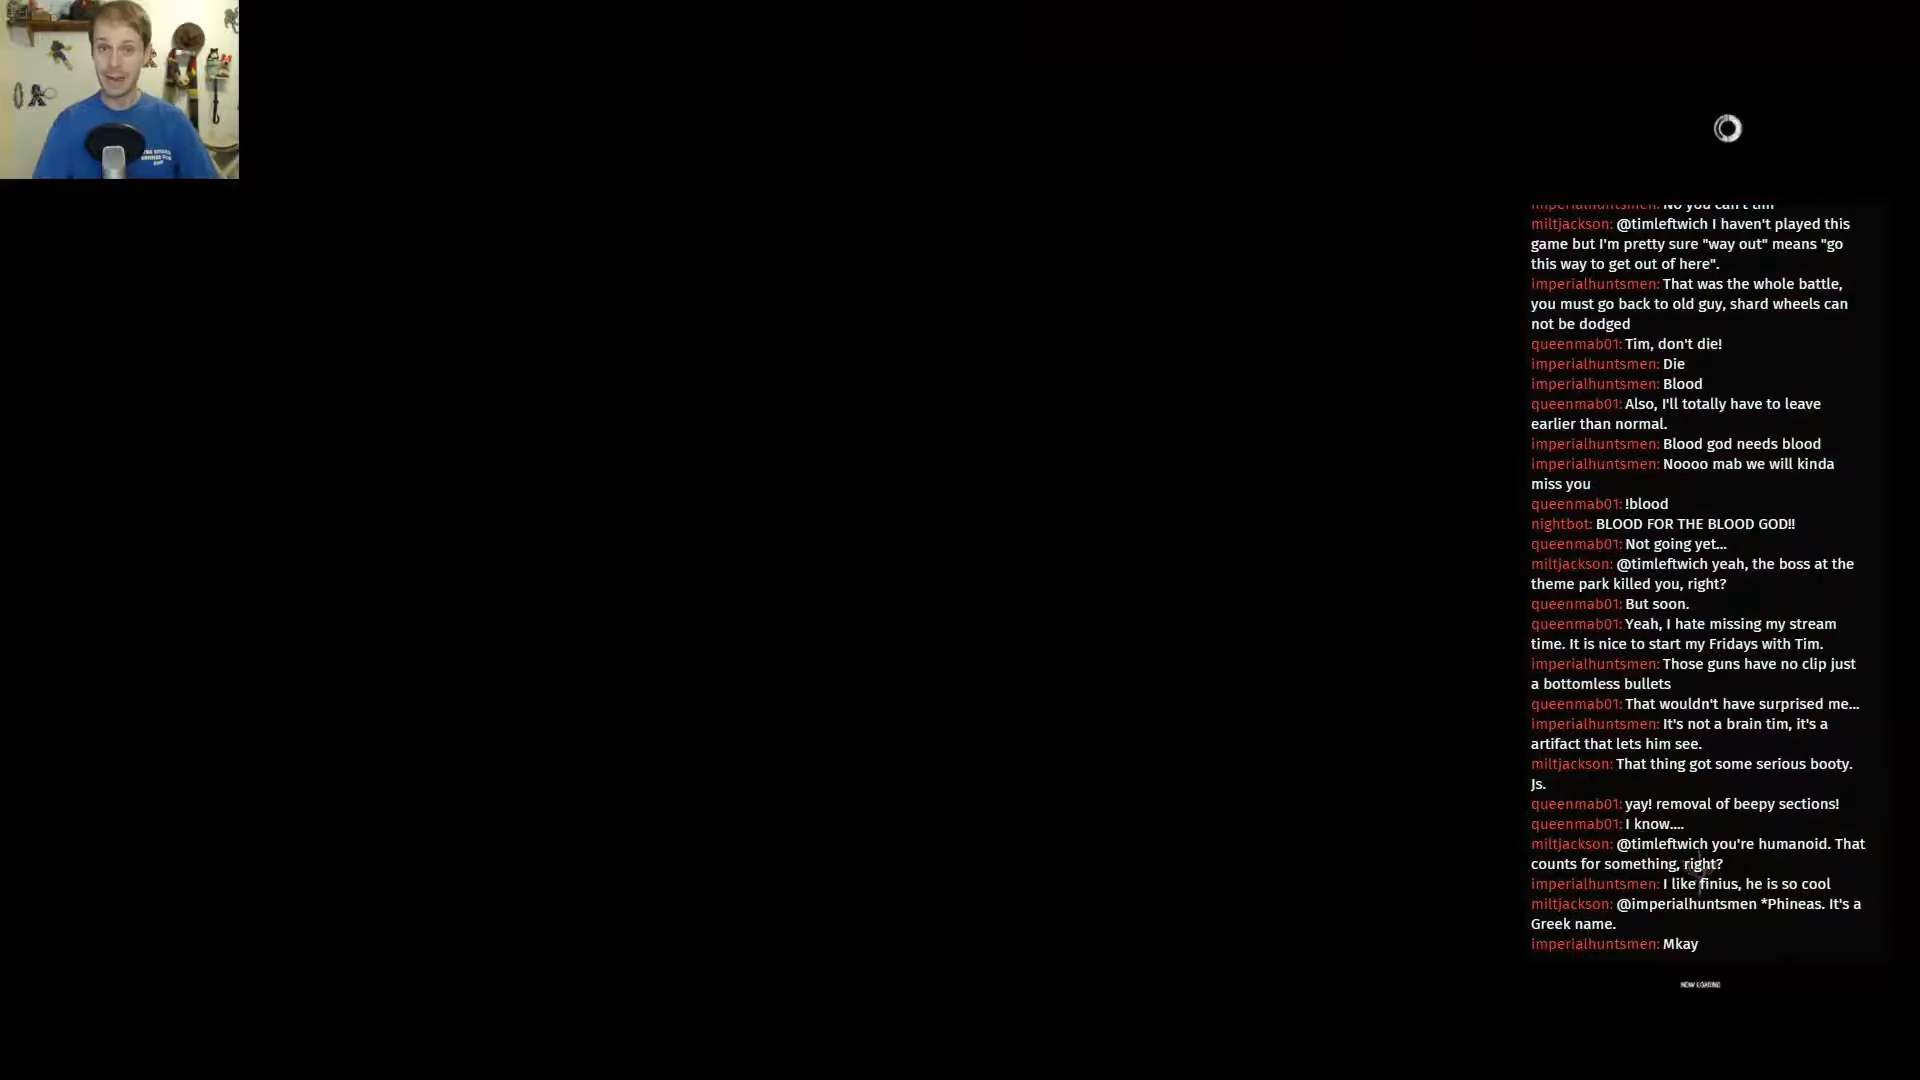 imperialhuntsmen: No you can't tim
miltjackson: @timleftwich I haven't played this
game but I'm pretty sure "way out" means "go
this way to get out of here".
imperialhuntsmen: That was the whole battle,
you must go back to old guy, shard wheels can
not be dodged
queenmab01: Tim, don't die!
imperialhuntsmen: Die
imperialhuntsmen: Blood
queenmab01: Also, I'll totally have to leave
earlier than normal.
imperialhuntsmen: Blood god needs blood
imperialhuntsmen: Noooo mab we will kinda
miss you
queenmab01: !blood
nightbot: BLOOD FOR THE BLOOD GOD!!
queenmab01: Not going yet...
miltjackson: @timleftwich yeah, the boss at the
theme park killed you, right?
queenmab01: But soon.
queenmab01: Yeah, I hate missing my stream
time. It is nice to start my Fridays with Tim.
imperialhuntsmen: Those guns have no clip just
a bottomless bullets
queenmab01: That wouldn't have surprised me...
imperialhuntsmen: It's not a brain tim, it's a
artifact that lets him see.
miltjackson: That thing got some serious booty.
Js.
queenmab01: yay! removal of beepy sections!
queenmab01: I know....
miltjackson: @timleftwich you're humanoid. That
counts for something, right?
imperialhuntsmen: I like finius, he is so cool
miltjackson: @imperialhuntsmen *Phineas. It's a
Greek name.
imperialhuntsmen: Mkay
NOW LOADING